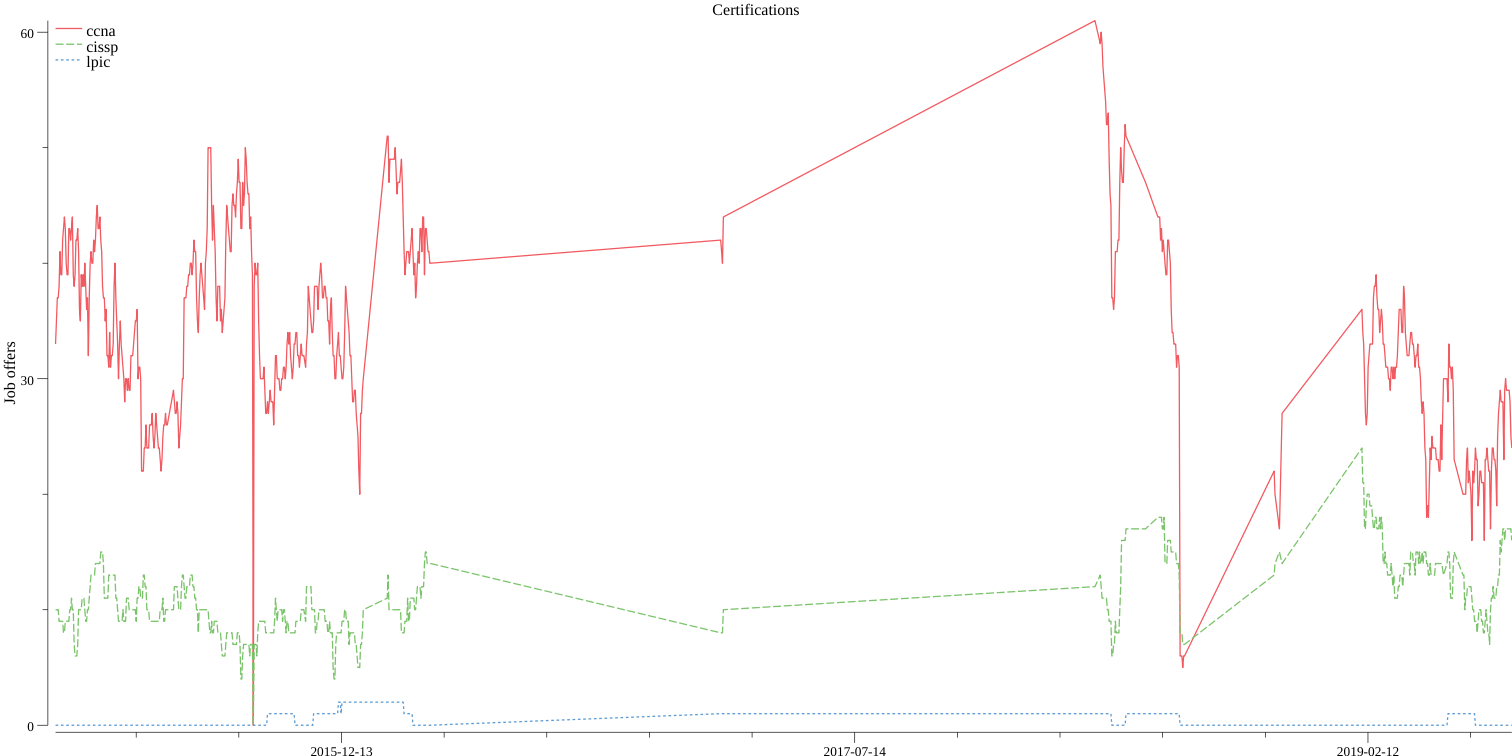 Certifications
60
ccna
cissp
lpic
Job offers
30
0
2015-12-13
2017-07-14
2019-02-12